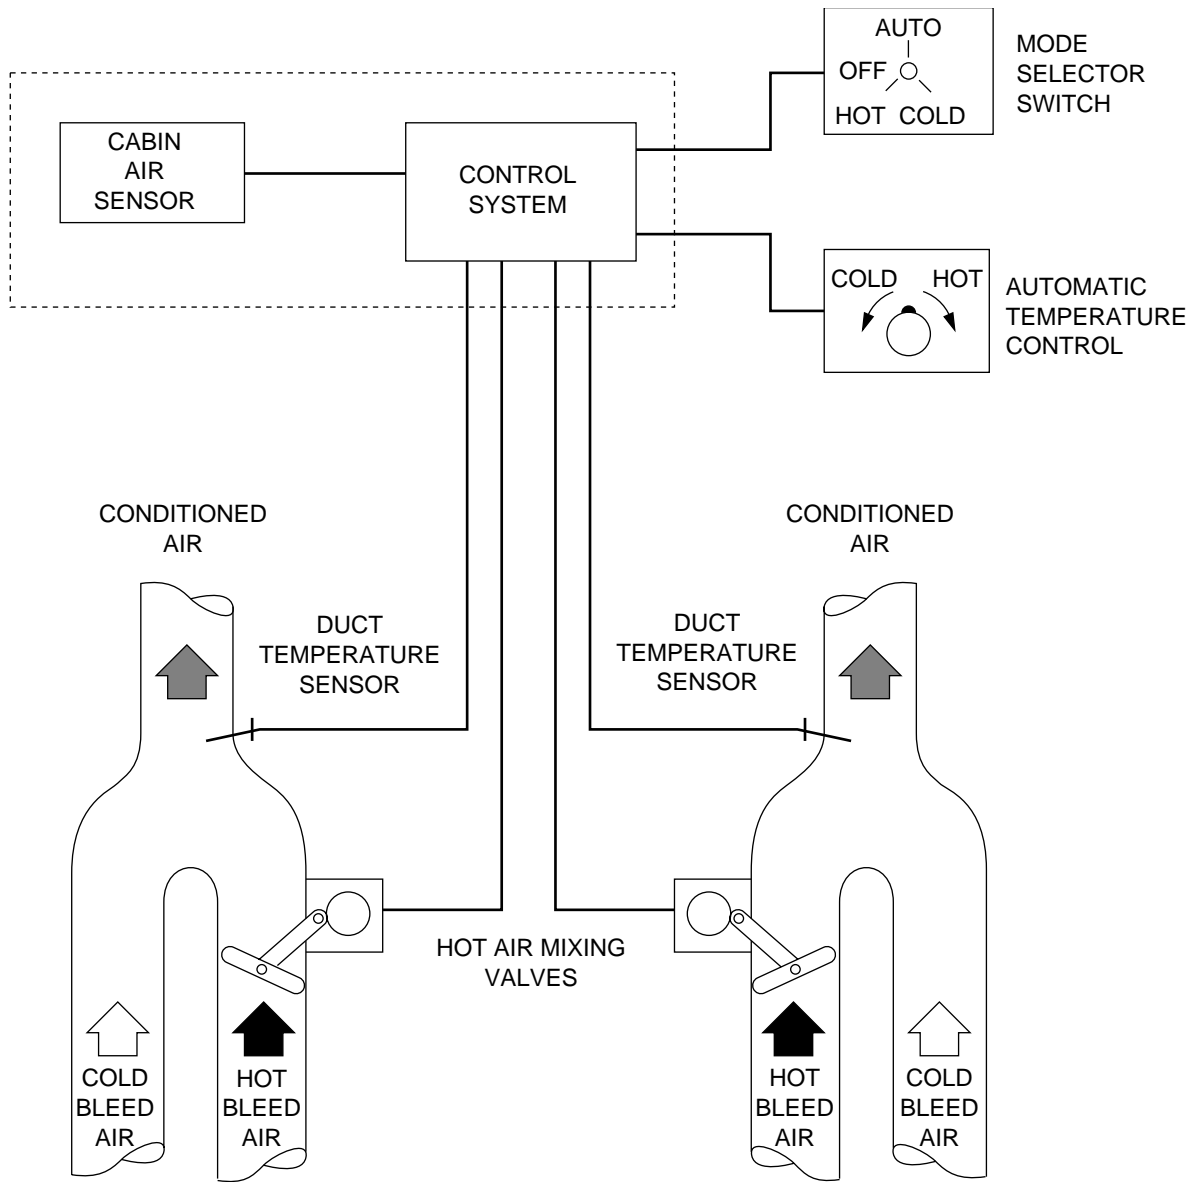 AUTO
OFF
HOT COLD
MODE
SELECTOR
SWITCH
CABIN
AIR
SENSOR
CONTROL
SYSTEM
COLD HOT
AUTOMATIC
TEMPERATURE
CONTROL
CONDITIONED
AIR
CONDITIONED
AIR
DUCT
TEMPERATURE
SENSOR
DUCT
TEMPERATURE
SENSOR
HOT AIR MIXING
VALVES
COLD
BLEED
AIR
HOT
BLEED
AIR
HOT
BLEED
AIR
COLD
BLEED
AIR